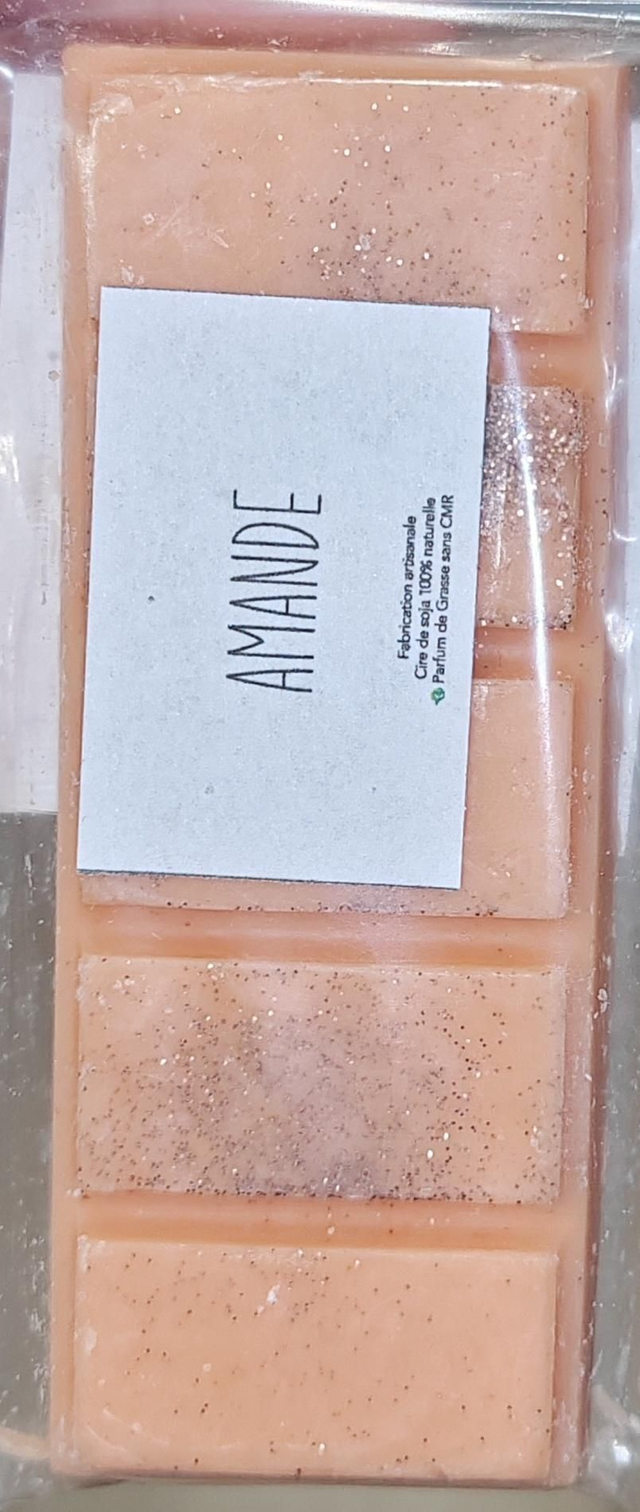 AMANDE
Fabrication artisanale
Cire de soja 100% naturelle
Parfum de Grasse sans CMR